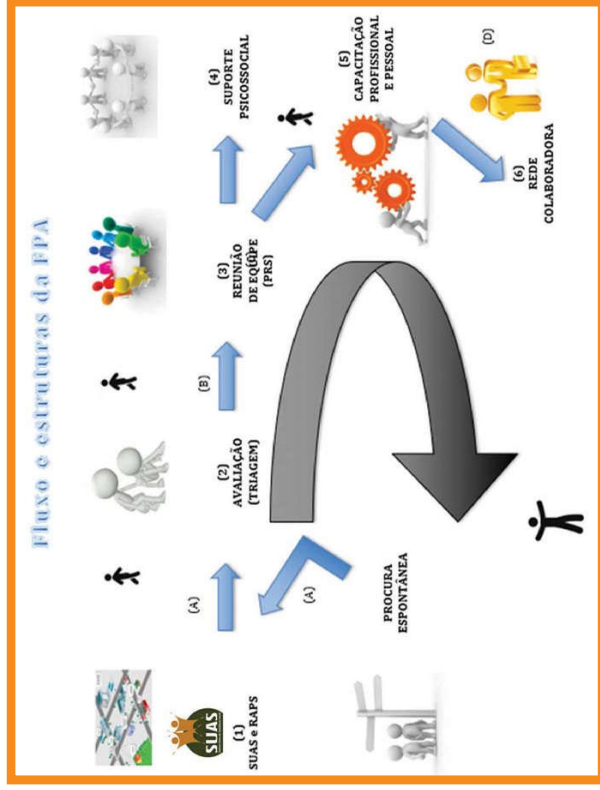 Fluxo e estruturas da FPA
SUAS
(1)
SUAS e RAPS
(A)
(A)
PROCURA
ESPONTÂNEA
(2)
AVALIAÇÃO
(TRIAGEM)
(B)
(3)
REUNIÃO
DE EQUIPE
(PRS)
(4)
SUPORTE
PSICOSSOCIAL
(5)
CAPACITAÇÃO
PROFISSIONAL
E PESSOAL
(D)
(6)
REDE
COLABORADORA